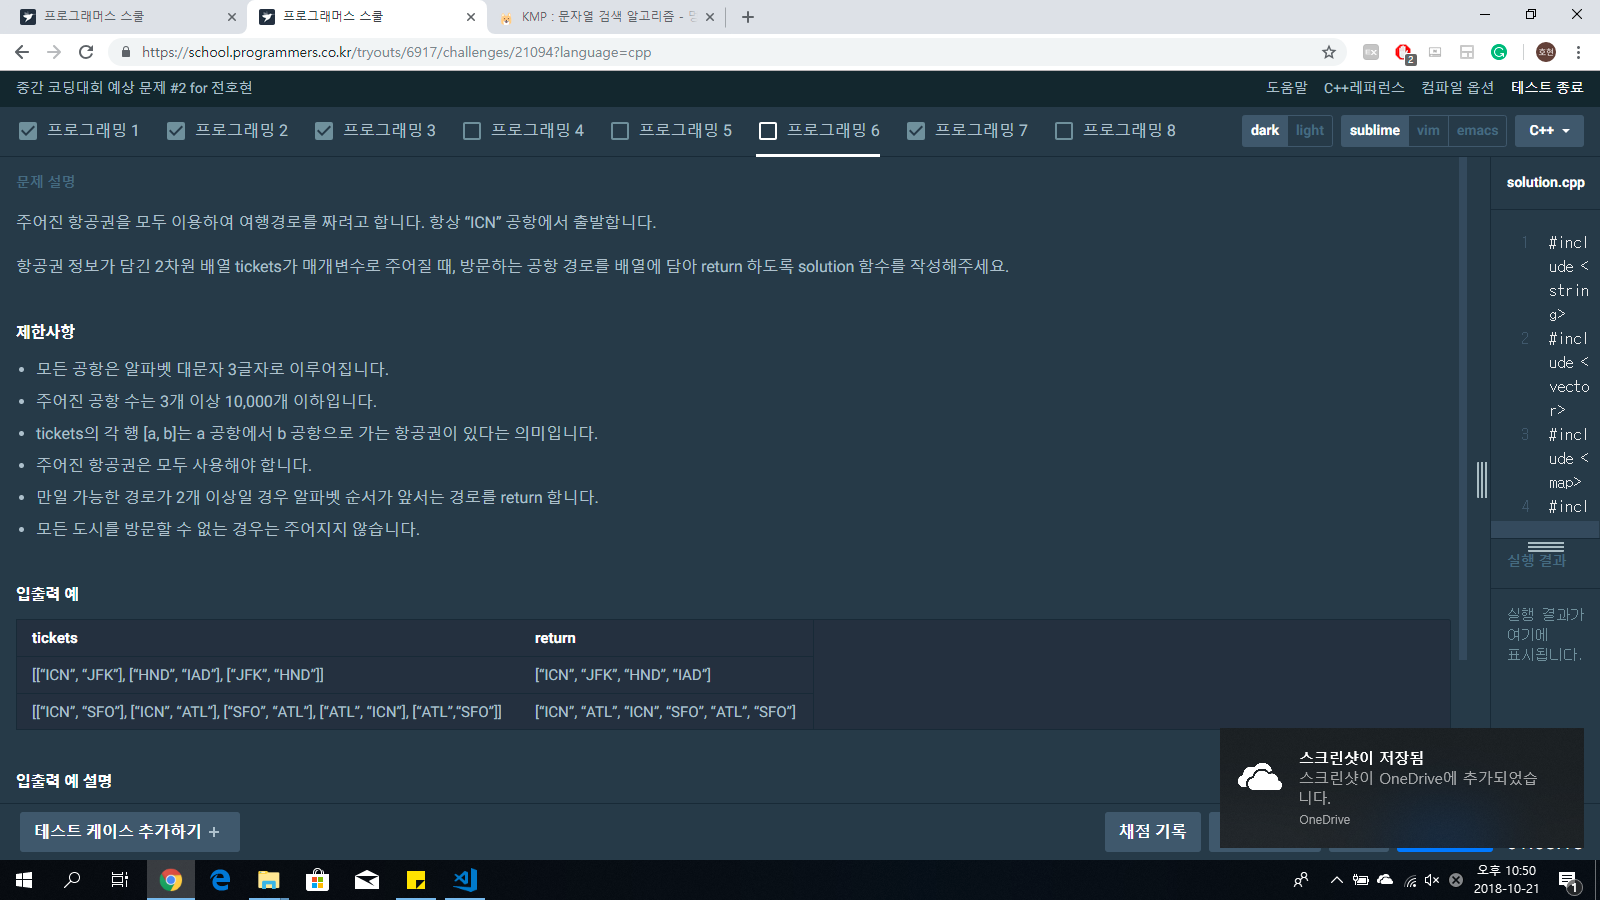 프로그래머스 스쿨
프로그래머스 스쿨
KMP : 문자열 검색 알고리즘 -
https://school.programmers.co.kr/tryouts/6917/challenges/21094?language=cpp
2
호현
중간 코딩대회 예상 문제 #2 for 전호현
도움말 C++레퍼런스 컴파일 옵션 테스트 종료
프로그래밍 1 프로그래밍 2 프로그래밍 3 프로그래밍 4 프로그래밍 5 프로그래밍 6 프로그래밍 7 프로그래밍 8
dark light sublime vim emacs C++
문제 설명
solution.cpp
주어진 항공권을 모두 이용하여 여행경로를 짜려고 합니다. 항상 “ICN” 공항에서 출발합니다.
항공권 정보가 담긴 2차원 배열 tickets가 매개변수로 주어질 때, 방문하는 공항 경로를 배열에 담아 return 하도록 solution 함수를 작성해주세요.
제한사항
• 모든 공항은 알파벳 대문자 3글자로 이루어집니다.
• 주어진 공항 수는 3개 이상 10,000개 이하입니다.
• tickets의 각 행 [a, b]는 a 공항에서 b 공항으로 가는 항공권이 있다는 의미입니다.
• 주어진 항공권은 모두 사용해야 합니다.
• 만일 가능한 경로가 2개 이상일 경우 알파벳 순서가 앞서는 경로를 return 합니다.
• 모든 도시를 방문할 수 없는 경우는 주어지지 않습니다.
입출력 예
tickets return
[[“ICN”, “JFK”], [“HND”, “IAD”], [“JFK”, “HND”]] [“ICN”, “JFK”, “HND”, “IAD”]
[[“ICN”, “SFO”], [“ICN”, “ATL”], [“SFO”, “ATL”], [“ATL”, “ICN”], [“ATL”,“SFO”]] [“ICN”, “ATL”, “ICN”, “SFO”, “ATL”, “SFO”]
입출력 예 설명
1 #incl
ude <
strin
g>
2 #incl
ude <
vecto
r>
3 #incl
ude <
map>
4 #incl
실행 결과
실행 결과가
여기에
표시됩니다.
테스트 케이스 추가하기 +
채점 기록
스크린샷이 저장됨
스크린샷이 OneDrive에 추가되었습
니다.
OneDrive
오후 10:50
2018-10-21
1